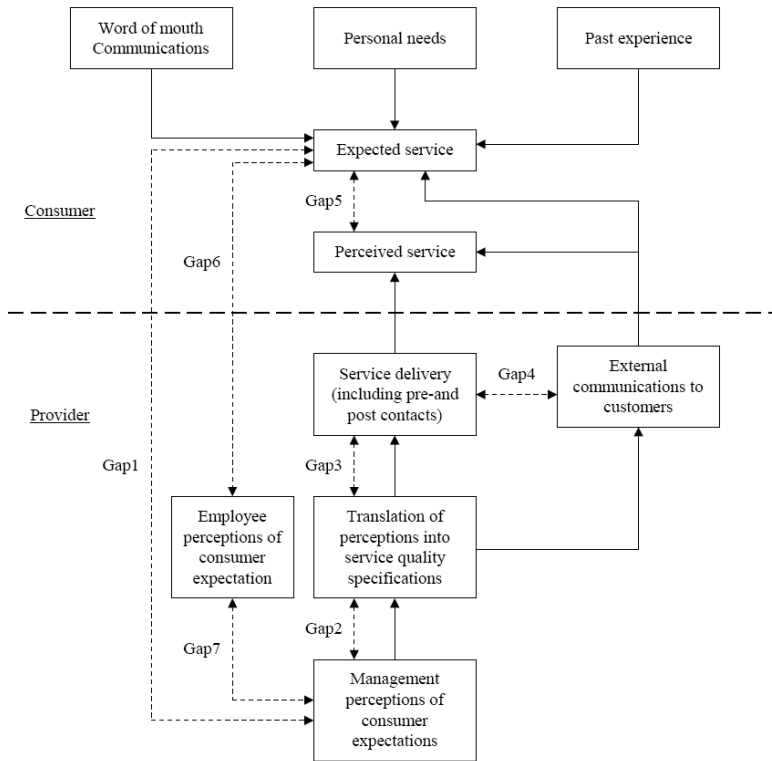 Word of mouth
Communications
Personal needs
Past experience
Expected service
Gap5
Consumer
Perceived service
Gap6
Service delivery
(including pre-and
post contacts)
Gap4
External
communications to
customers
Provider
Gap1
Gap3
Employee
perceptions of
consumer
expectation
Translation of
perceptions into
service quality
specifications
Gap7
Gap2
Management
perceptions of
consumer
expectations